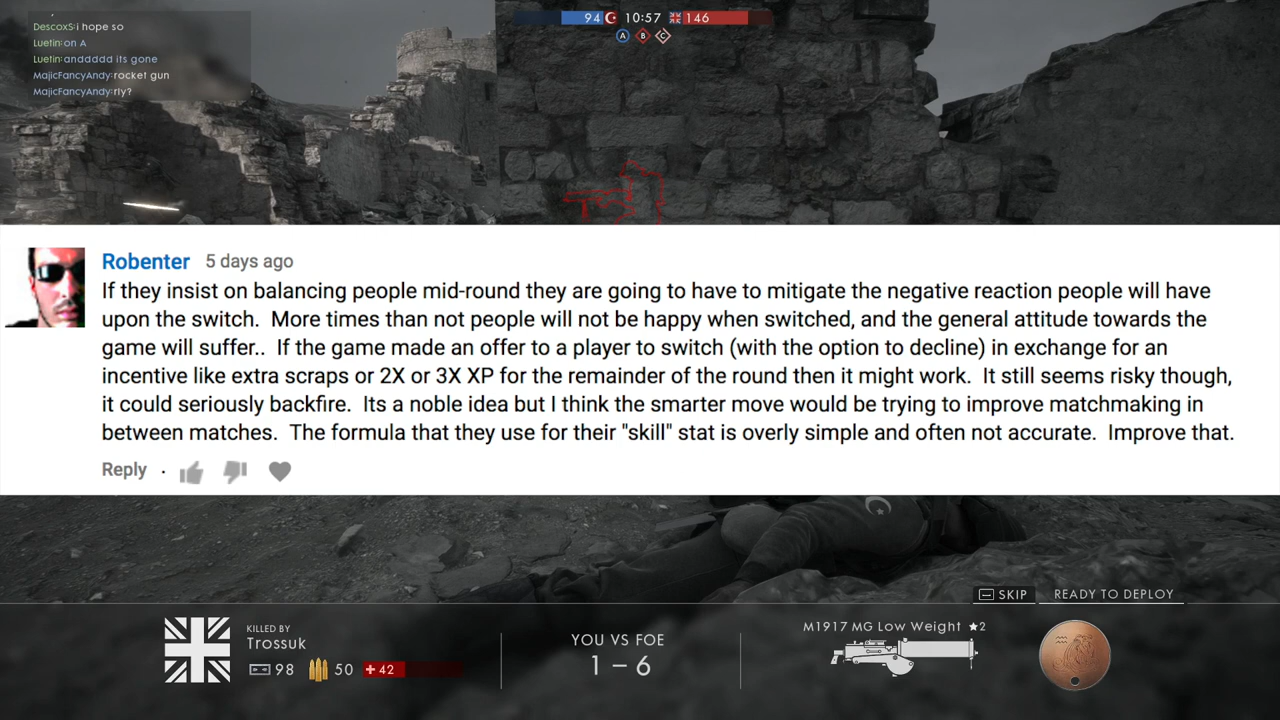 94 10:57 146
A B C
DescoxS:i hope so
Luetin:on A
Luetin:anddddd its gone
MajicFancyAndy:rocket gun
MajicFancyAndy:rly?
Robenter 5 days ago
If they insist on balancing people mid-round they are going to have to mitigate the negative reaction people will have
upon the switch.  More times than not people will not be happy when switched, and the general attitude towards the
game will suffer..  If the game made an offer to a player to switch (with the option to decline) in exchange for an
incentive like extra scraps or 2X or 3X XP for the remainder of the round then it might work.  It still seems risky though,
it could seriously backfire.  Its a noble idea but I think the smarter move would be trying to improve matchmaking in
between matches.  The formula that they use for their "skill" stat is overly simple and often not accurate.  Improve that.
Reply ·
SKIP READY TO DEPLOY
KILLED BY
Trossuk
98 50 +42
YOU VS FOE
1 – 6
M1917 MG Low Weight ★2